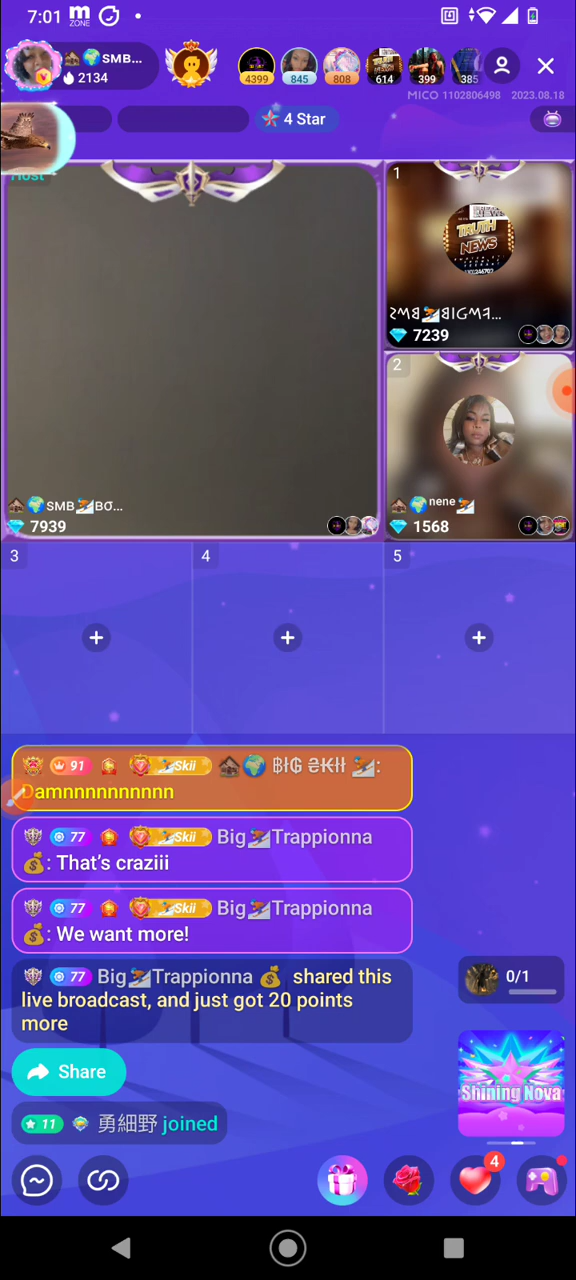 7:01 m ZONE
SMB...
2134
4399 845 808 614 399 385
MICO 1102806498 2023.08.18
4 Star
Host
1
TRUTH
NEWS
SMB BIGMF...
7239
2
SMB BO...
7939
nene
1568
3 4 5
91 Skii BIG SKII :
Damnnnnnnnnnn
77 Skii Big Trappionna
: That's craziii
77 Skii Big Trappionna
: We want more!
77 Big Trappionna shared this
live broadcast, and just got 20 points
more
0/1
Share
Shining Nova
11 勇細野 joined
4